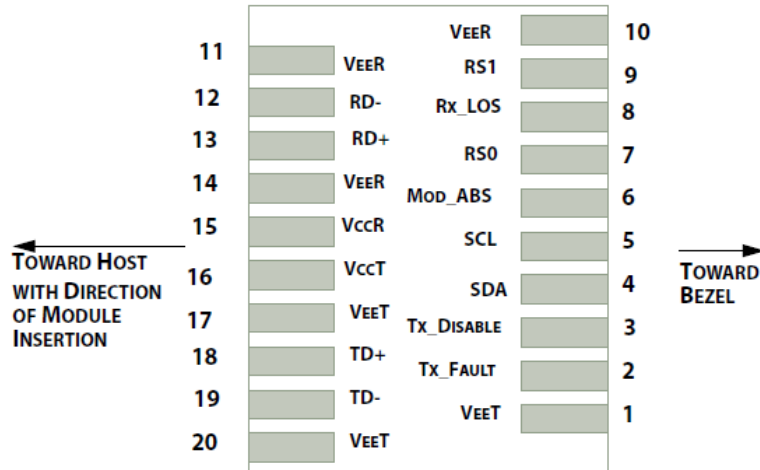 11
12
13
14
15
16
17
18
19
20
VEER
RD-
RD+
VEER
VCCR
VCCT
VEET
TD+
TD-
VEET
VEER
RS1
RX_LOS
RS0
MOD_ABS
SCL
SDA
TX_DISABLE
TX_FAULT
VEET
10
9
8
7
6
5
4
3
2
1
TOWARD HOST
WITH DIRECTION
OF MODULE
INSERTION
TOWARD
BEZEL